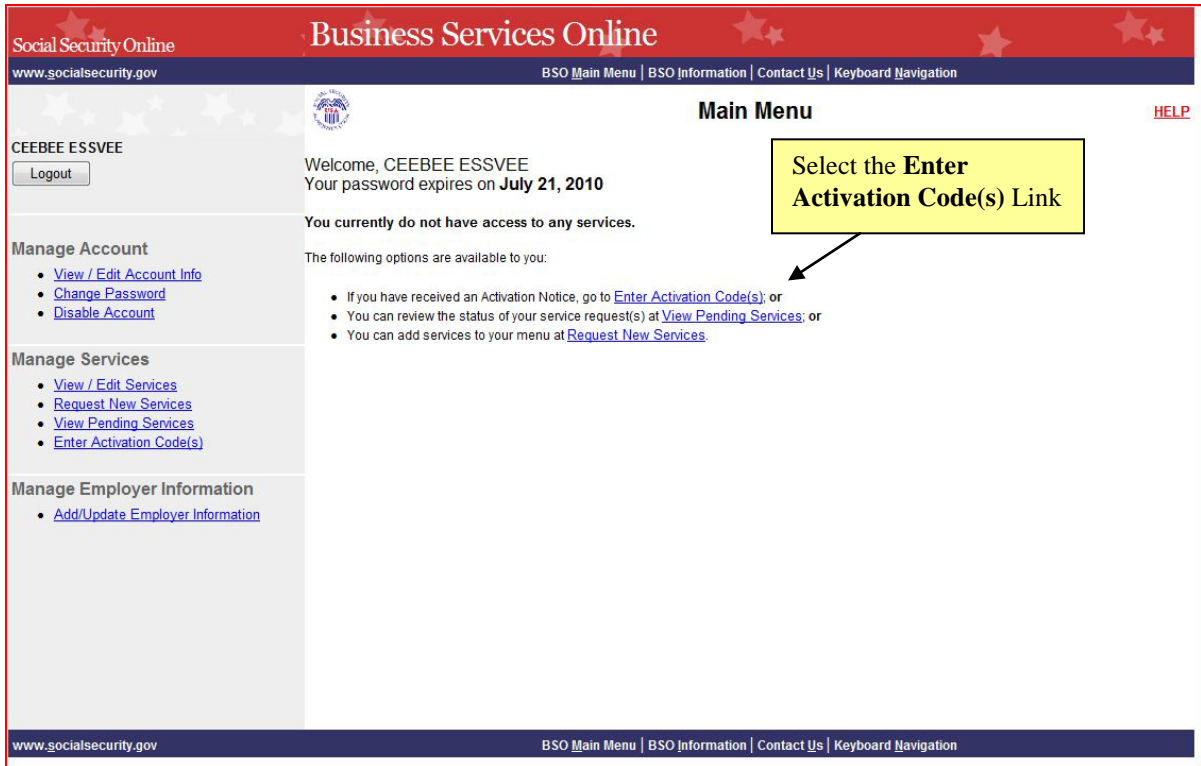 Social Security Online
Business Services Online
www.socialsecurity.gov
BSO Main Menu | BSO Information | Contact Us | Keyboard Navigation
Main Menu
HELP
CEEBEE ESSVEE
Logout
Welcome, CEEBEE ESSVEE
Your password expires on July 21, 2010
Select the Enter
Activation Code(s) Link
You currently do not have access to any services.
The following options are available to you:
• If you have received an Activation Notice, go to Enter Activation Code(s); or
• You can review the status of your service request(s) at View Pending Services; or
• You can add services to your menu at Request New Services.
Manage Account
• View / Edit Account Info
• Change Password
• Disable Account
Manage Services
• View / Edit Services
• Request New Services
• View Pending Services
• Enter Activation Code(s)
Manage Employer Information
• Add/Update Employer Information
www.socialsecurity.gov
BSO Main Menu | BSO Information | Contact Us | Keyboard Navigation